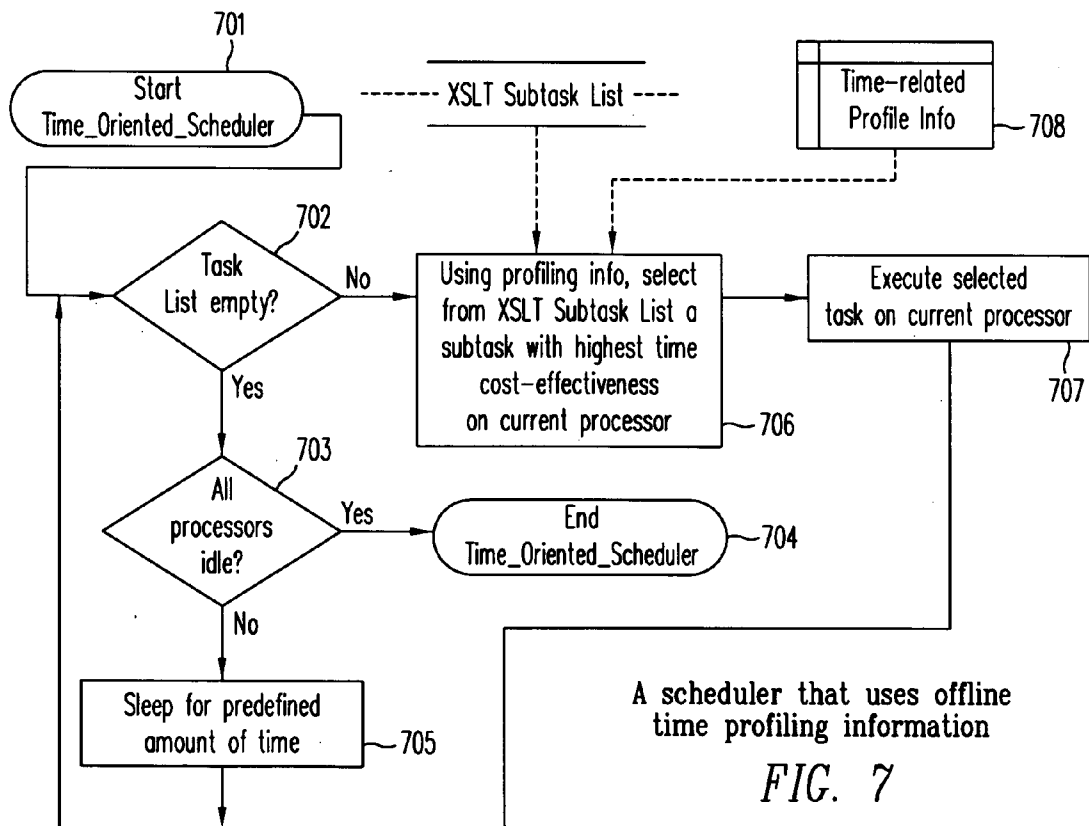 701
Start
Time_Oriented_Scheduler
XSLT Subtask List
Time-related
Profile Info
708
702
Task
List empty?
No
Yes
Using profiling info, select
from XSLT Subtask List a
subtask with highest time
cost-effectiveness
on current processor
706
Execute selected
task on current processor
707
703
All
processors
idle?
Yes
No
End
Time_Oriented_Scheduler
704
Sleep for predefined
amount of time
705
A scheduler that uses offline
time profiling information
FIG. 7